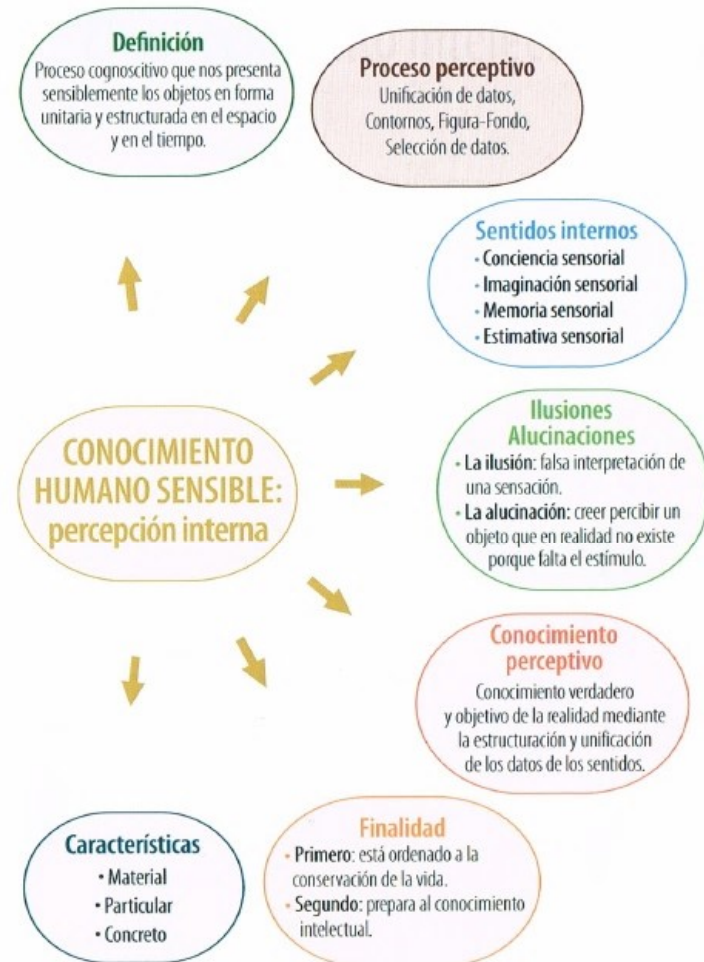 Definición
Proceso cognoscitivo que nos presenta
sensiblemente los objetos en forma
unitaria y estructurada en el espacio
y en el tiempo.
Proceso perceptivo
Unificación de datos,
Contornos, Figura-Fondo,
Selección de datos.
Sentidos internos
• Conciencia sensorial
• Imaginación sensorial
• Memoria sensorial
• Estimativa sensorial
CONOCIMIENTO
HUMANO SENSIBLE:
percepción interna
Ilusiones
Alucinaciones
• La ilusión: falsa interpretación de
una sensación.
• La alucinación: creer percibir un
objeto que en realidad no existe
porque falta el estímulo.
Conocimiento
perceptivo
Conocimiento verdadero
y objetivo de la realidad mediante
la estructuración y unificación
de los datos de los sentidos.
Finalidad
• Primero: está ordenado a la
conservación de la vida.
• Segundo: prepara al conocimiento
intelectual.
Características
• Material
• Particular
• Concreto